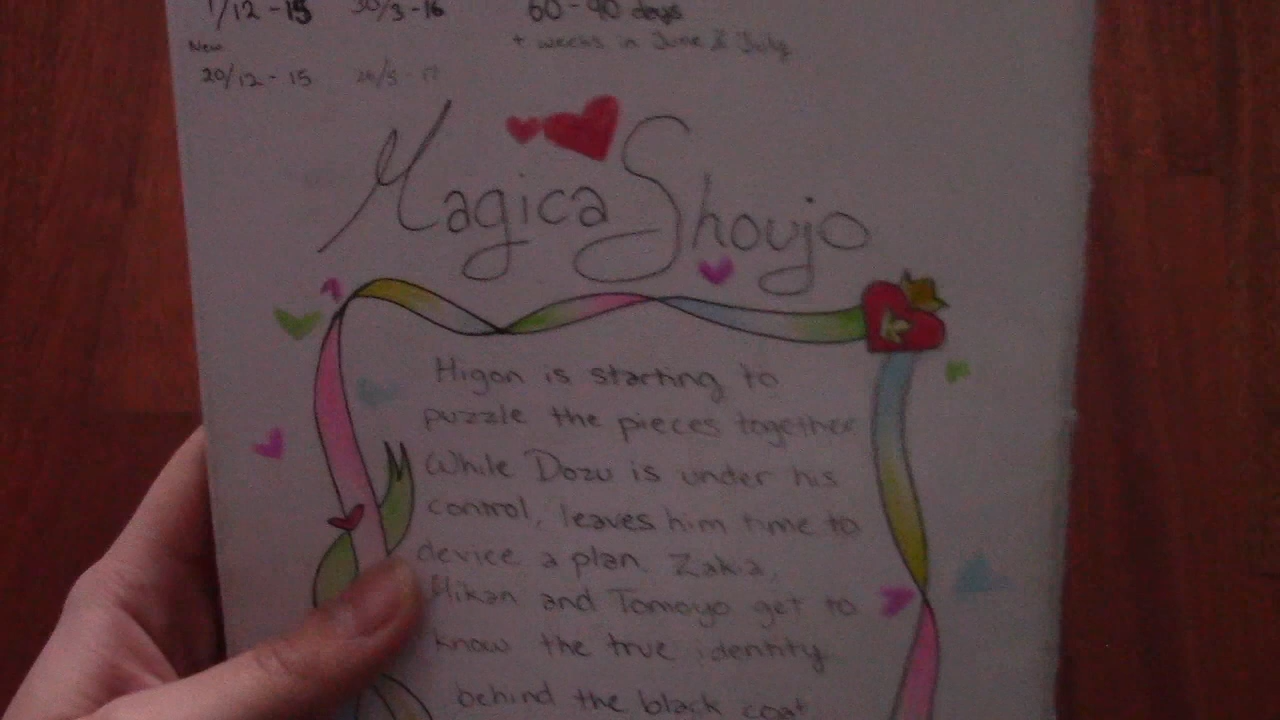 1/12 - 15 30/3 - 16 60 - 90 days
New + weeks in June & July
20/12 - 15
Magica Shoujo
Higon is starting to
puzzle the pieces together
While Dozu is under his
control, leaves him time to
device a plan. Zaka,
Mikan and Tomoyo get to
know the true identity
behind the black coat